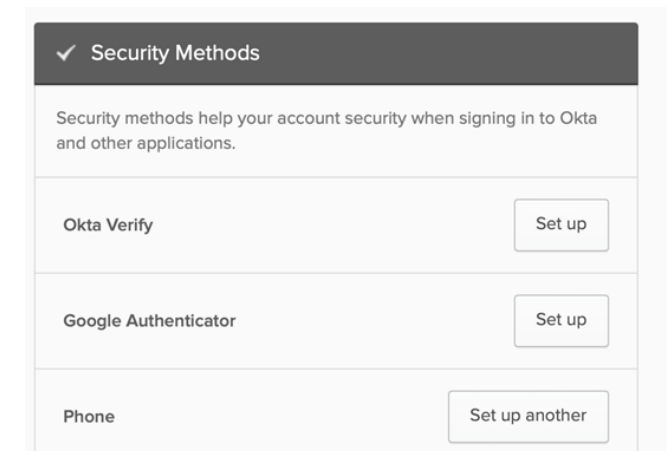 Security Methods
Security methods help your account security when signing in to Okta
and other applications.
Okta Verify
Set up
Google Authenticator
Set up
Phone
Set up another